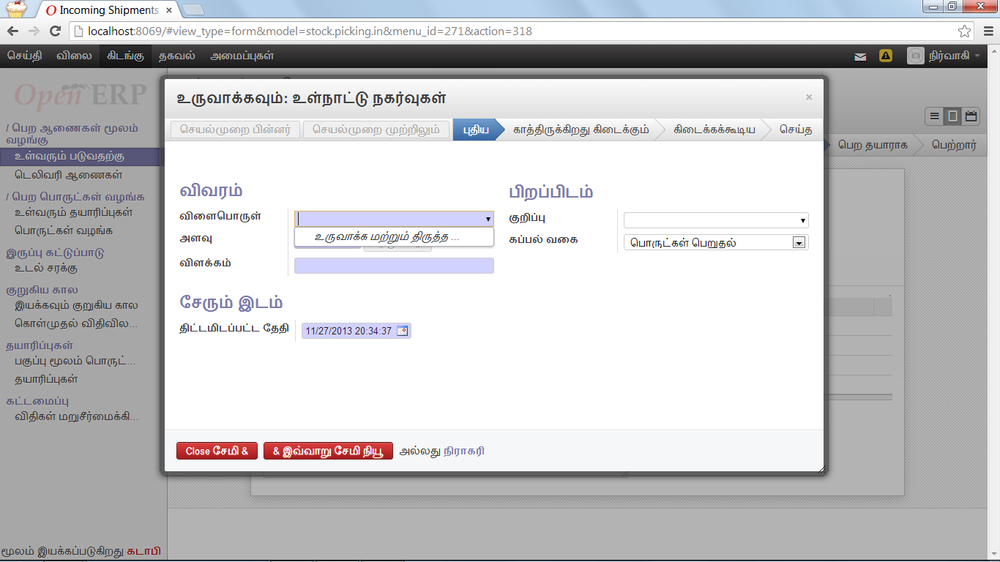 Incoming Shipments
localhost:8069/#view_type=form&model=stock.picking.in&menu_id=271&action=318
செய்தி விலை கிடங்கு தகவல் அமைப்புகள் நிர்வாகி
Open ERP
/ பெற ஆணைகள் மூலம் வழங்கு
உள்வரும் படுவதற்கு
டெலிவரி ஆணைகள்
/ பெற பொருட்கள் வழங்க
உள்வரும் தயாரிப்புகள்
பொருட்கள் வழங்க
இருப்பு கட்டுப்பாடு
உடல் சரக்கு
குறுகிய கால
இயக்கவும் குறுகிய கால
கொள்முதல் விதிவில...
தயாரிப்புகள்
பகுப்பு மூலம் பொருட்...
தயாரிப்புகள்
கட்டமைப்பு
விதிகள் மறுசீர்மைக்கி...
மூலம் இயக்கப்படுகிறது கடாபி
உருவாக்கவும்: உள்நாட்டு நகர்வுகள்
செயல்முறை பின்னர் செயல்முறை முற்றிலும் புதிய காத்திருக்கிறது கிடைக்கும் கிடைக்கக்கூடிய செய்த
பெற தயாராக பெற்றார்
விவரம்
விளைபொருள்
உருவாக்க மற்றும் திருத்த ...
அளவு
விளக்கம்
பிறப்பிடம்
குறிப்பு
கப்பல் வகை பொருட்கள் பெறுதல்
சேரும் இடம்
திட்டமிடப்பட்ட தேதி 11/27/2013 20:34:37
Close சேமி & & இவ்வாறு சேமி நியூ அல்லது நிராகரி